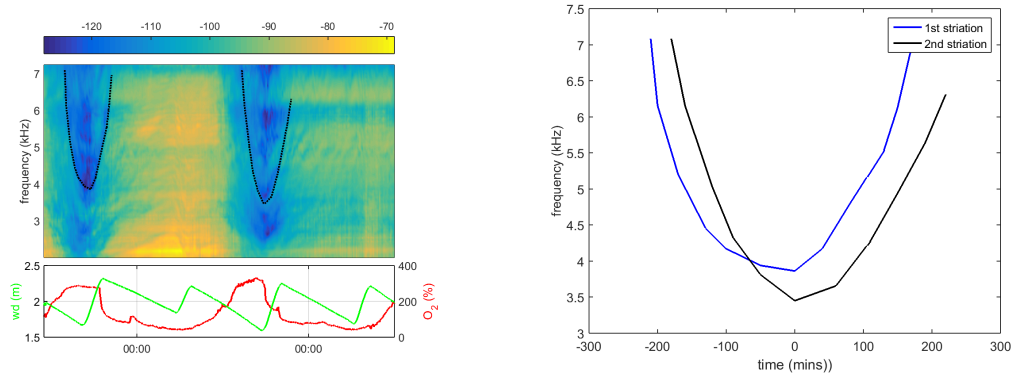 -120 -110 -100 -90 -80 -70
7
6
5
4
3
frequency (kHz)
2.5
2
1.5
wd (m)
400
200
0
O2 (%)
00:00 00:00
7.5
7
6.5
6
5.5
5
4.5
4
3.5
3
frequency (kHz)
1st striation
2nd striation
-300 -200 -100 0 100 200 300
time (mins))